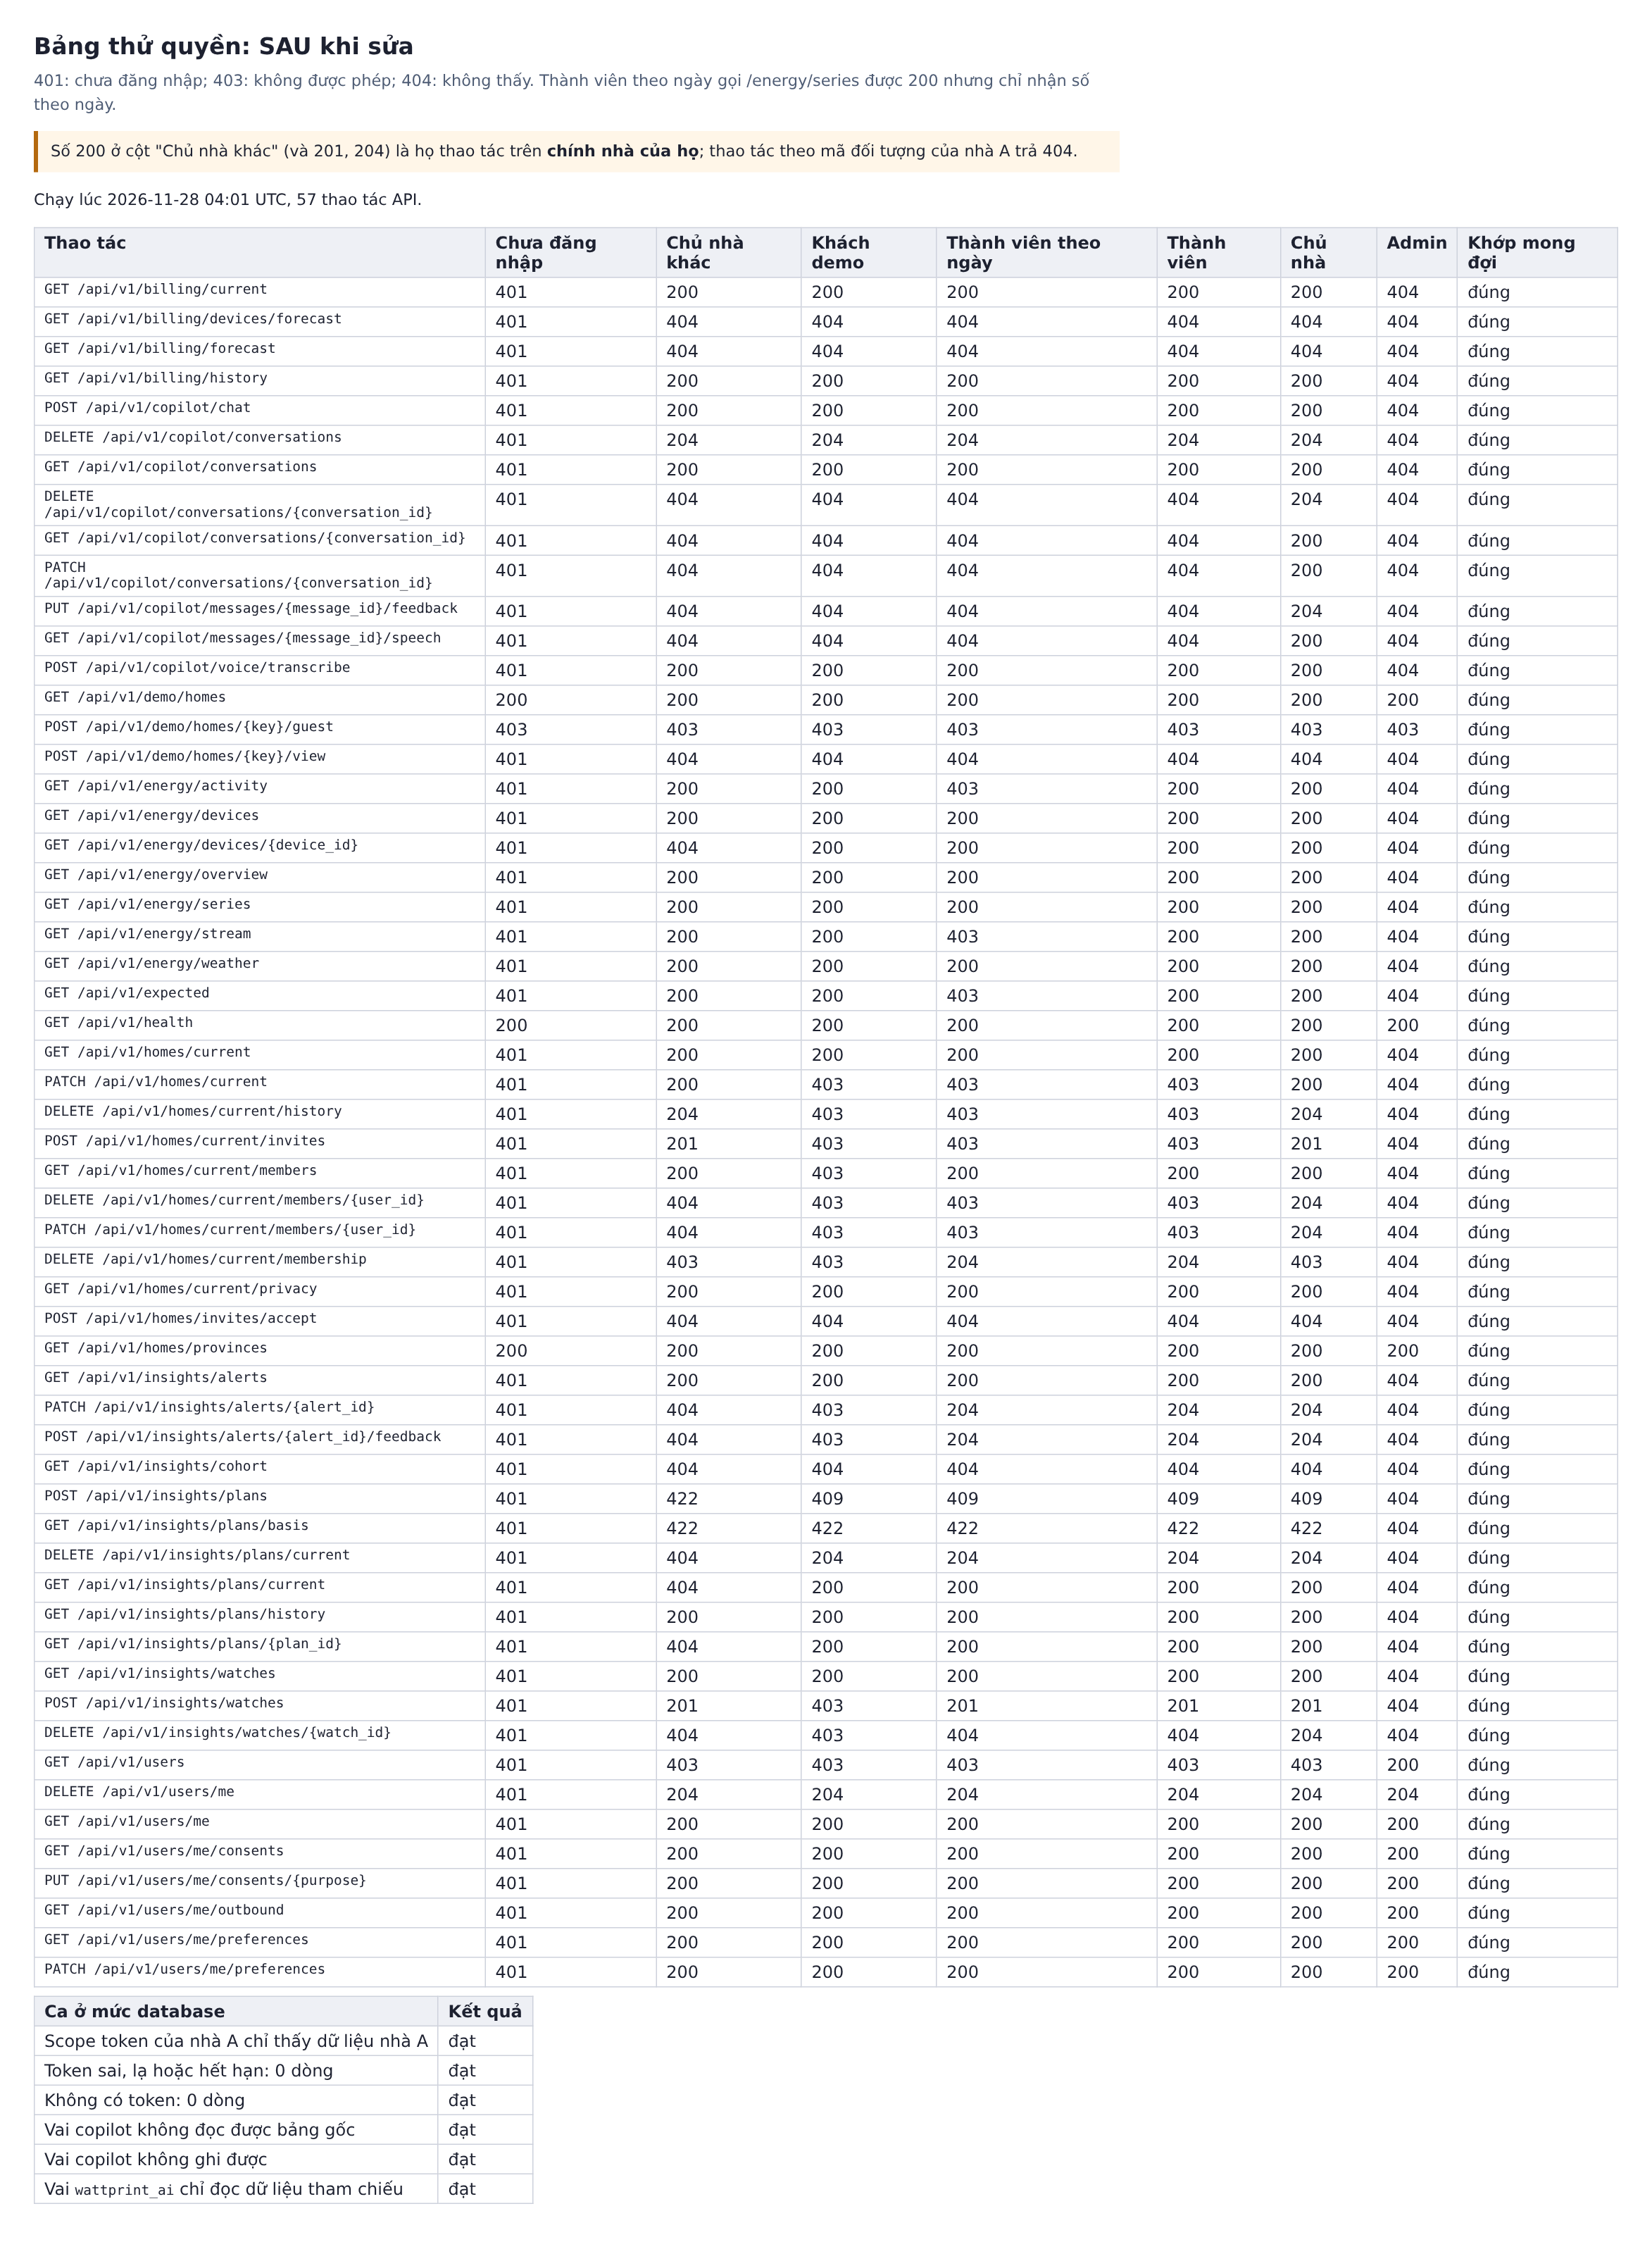 Bảng thử quyền: SAU khi sửa
401: chưa đăng nhập; 403: không được phép; 404: không thấy. Thành viên theo ngày gọi /energy/series được 200 nhưng chỉ nhận số
theo ngày.
Số 200 ở cột "Chủ nhà khác" (và 201, 204) là họ thao tác trên chính nhà của họ; thao tác theo mã đối tượng của nhà A trả 404.
Chạy lúc 2026-11-28 04:01 UTC, 57 thao tác API.
Thao tác Chưa đăng nhập Chủ nhà khác Khách demo Thành viên theo ngày Thành viên Chủ nhà Admin Khớp mong đợi
GET /api/v1/billing/current 401 200 200 200 200 200 404 đúng
GET /api/v1/billing/devices/forecast 401 404 404 404 404 404 404 đúng
GET /api/v1/billing/forecast 401 404 404 404 404 404 404 đúng
GET /api/v1/billing/history 401 200 200 200 200 200 404 đúng
POST /api/v1/copilot/chat 401 200 200 200 200 200 404 đúng
DELETE /api/v1/copilot/conversations 401 204 204 204 204 204 404 đúng
GET /api/v1/copilot/conversations 401 200 200 200 200 200 404 đúng
DELETE /api/v1/copilot/conversations/{conversation_id} 401 404 404 404 404 204 404 đúng
GET /api/v1/copilot/conversations/{conversation_id} 401 404 404 404 404 200 404 đúng
PATCH /api/v1/copilot/conversations/{conversation_id} 401 404 404 404 404 200 404 đúng
PUT /api/v1/copilot/messages/{message_id}/feedback 401 404 404 404 404 204 404 đúng
GET /api/v1/copilot/messages/{message_id}/speech 401 404 404 404 404 200 404 đúng
POST /api/v1/copilot/voice/transcribe 401 200 200 200 200 200 404 đúng
GET /api/v1/demo/homes 200 200 200 200 200 200 200 đúng
POST /api/v1/demo/homes/{key}/guest 403 403 403 403 403 403 403 đúng
POST /api/v1/demo/homes/{key}/view 401 404 404 404 404 404 404 đúng
GET /api/v1/energy/activity 401 200 200 403 200 200 404 đúng
GET /api/v1/energy/devices 401 200 200 200 200 200 404 đúng
GET /api/v1/energy/devices/{device_id} 401 404 200 200 200 200 404 đúng
GET /api/v1/energy/overview 401 200 200 200 200 200 404 đúng
GET /api/v1/energy/series 401 200 200 200 200 200 404 đúng
GET /api/v1/energy/stream 401 200 200 403 200 200 404 đúng
GET /api/v1/energy/weather 401 200 200 200 200 200 404 đúng
GET /api/v1/expected 401 200 200 403 200 200 404 đúng
GET /api/v1/health 200 200 200 200 200 200 200 đúng
GET /api/v1/homes/current 401 200 200 200 200 200 404 đúng
PATCH /api/v1/homes/current 401 200 403 403 403 200 404 đúng
DELETE /api/v1/homes/current/history 401 204 403 403 403 204 404 đúng
POST /api/v1/homes/current/invites 401 201 403 403 403 201 404 đúng
GET /api/v1/homes/current/members 401 200 403 200 200 200 404 đúng
DELETE /api/v1/homes/current/members/{user_id} 401 404 403 403 403 204 404 đúng
PATCH /api/v1/homes/current/members/{user_id} 401 404 403 403 403 204 404 đúng
DELETE /api/v1/homes/current/membership 401 403 403 204 204 403 404 đúng
GET /api/v1/homes/current/privacy 401 200 200 200 200 200 404 đúng
POST /api/v1/homes/invites/accept 401 404 404 404 404 404 404 đúng
GET /api/v1/homes/provinces 200 200 200 200 200 200 200 đúng
GET /api/v1/insights/alerts 401 200 200 200 200 200 404 đúng
PATCH /api/v1/insights/alerts/{alert_id} 401 404 403 204 204 204 404 đúng
POST /api/v1/insights/alerts/{alert_id}/feedback 401 404 403 204 204 204 404 đúng
GET /api/v1/insights/cohort 401 404 404 404 404 404 404 đúng
POST /api/v1/insights/plans 401 422 409 409 409 409 404 đúng
GET /api/v1/insights/plans/basis 401 422 422 422 422 422 404 đúng
DELETE /api/v1/insights/plans/current 401 404 204 204 204 204 404 đúng
GET /api/v1/insights/plans/current 401 404 200 200 200 200 404 đúng
GET /api/v1/insights/plans/history 401 200 200 200 200 200 404 đúng
GET /api/v1/insights/plans/{plan_id} 401 404 200 200 200 200 404 đúng
GET /api/v1/insights/watches 401 200 200 200 200 200 404 đúng
POST /api/v1/insights/watches 401 201 403 201 201 201 404 đúng
DELETE /api/v1/insights/watches/{watch_id} 401 404 403 404 404 204 404 đúng
GET /api/v1/users 401 403 403 403 403 403 200 đúng
DELETE /api/v1/users/me 401 204 204 204 204 204 204 đúng
GET /api/v1/users/me 401 200 200 200 200 200 200 đúng
GET /api/v1/users/me/consents 401 200 200 200 200 200 200 đúng
PUT /api/v1/users/me/consents/{purpose} 401 200 200 200 200 200 200 đúng
GET /api/v1/users/me/outbound 401 200 200 200 200 200 200 đúng
GET /api/v1/users/me/preferences 401 200 200 200 200 200 200 đúng
PATCH /api/v1/users/me/preferences 401 200 200 200 200 200 200 đúng
Ca ở mức database Kết quả
Scope token của nhà A chỉ thấy dữ liệu nhà A đạt
Token sai, lạ hoặc hết hạn: 0 dòng đạt
Không có token: 0 dòng đạt
Vai copilot không đọc được bảng gốc đạt
Vai copilot không ghi được đạt
Vai wattprint_ai chỉ đọc dữ liệu tham chiếu đạt